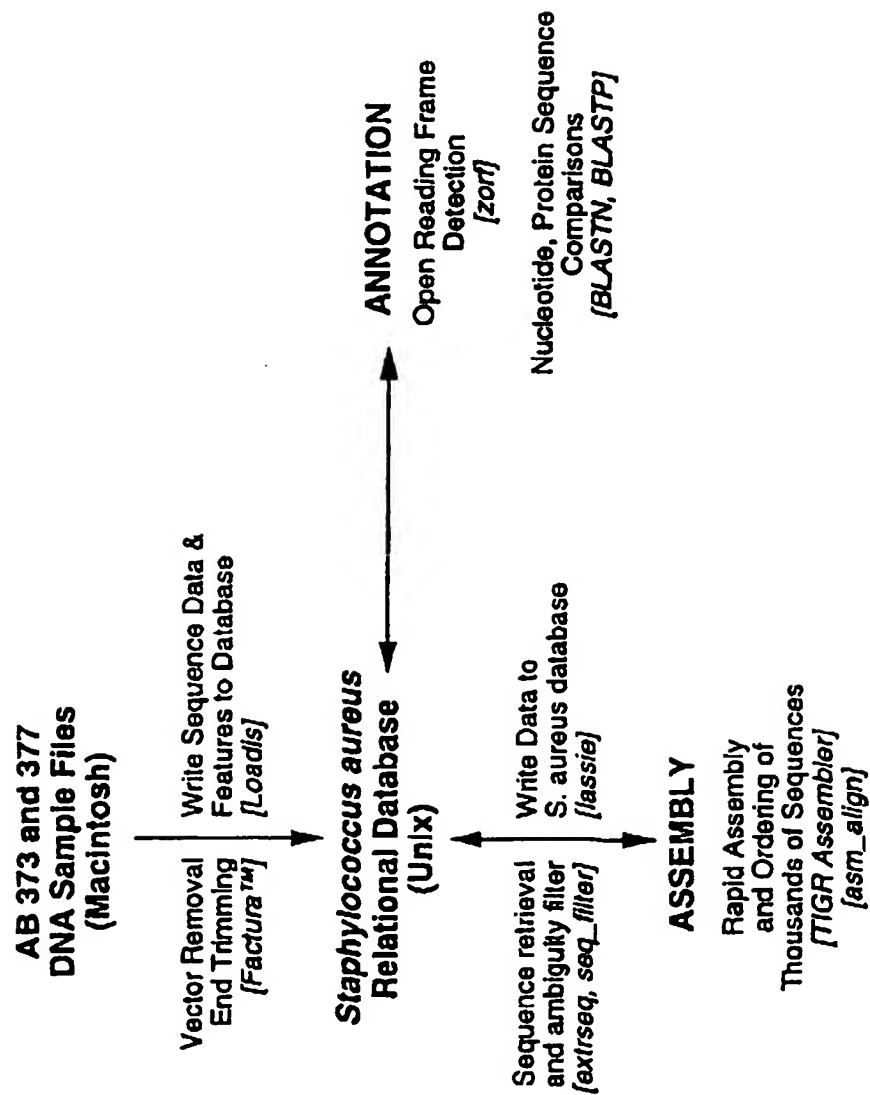 AB 373 and 377
DNA Sample Files
(Macintosh)
Vector Removal
End Trimming
[Factura™]
Write Sequence Data &
Features to Database
[Loadis]
Staphylococcus aureus
Relational Database
(Unix)
ANNOTATION
Open Reading Frame
Detection
[zorf]
Nucleotide, Protein Sequence
Comparisons
[BLASTN, BLASTP]
Sequence retrieval
and ambiguity filter
[extrseq, seq_filter]
Write Data to
S. aureus database
[lassie]
ASSEMBLY
Rapid Assembly
and Ordering of
Thousands of Sequences
[TIGR Assembler]
[asm_align]